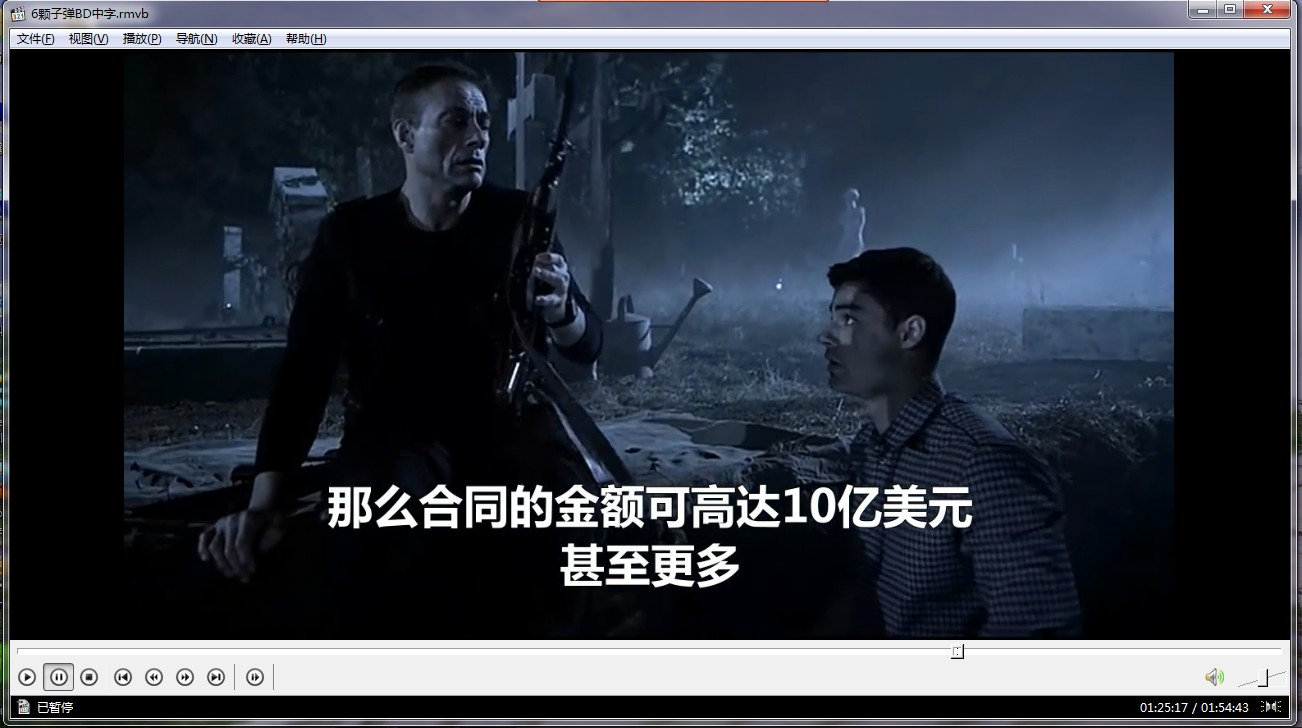 6颗子弹BD中字.rmvb
文件(F) 视图(V) 播放(P) 导航(N) 收藏(A) 帮助(H)
那么合同的金额可高达10亿美元
甚至更多
已暂停 01:25:17 / 01:54:43